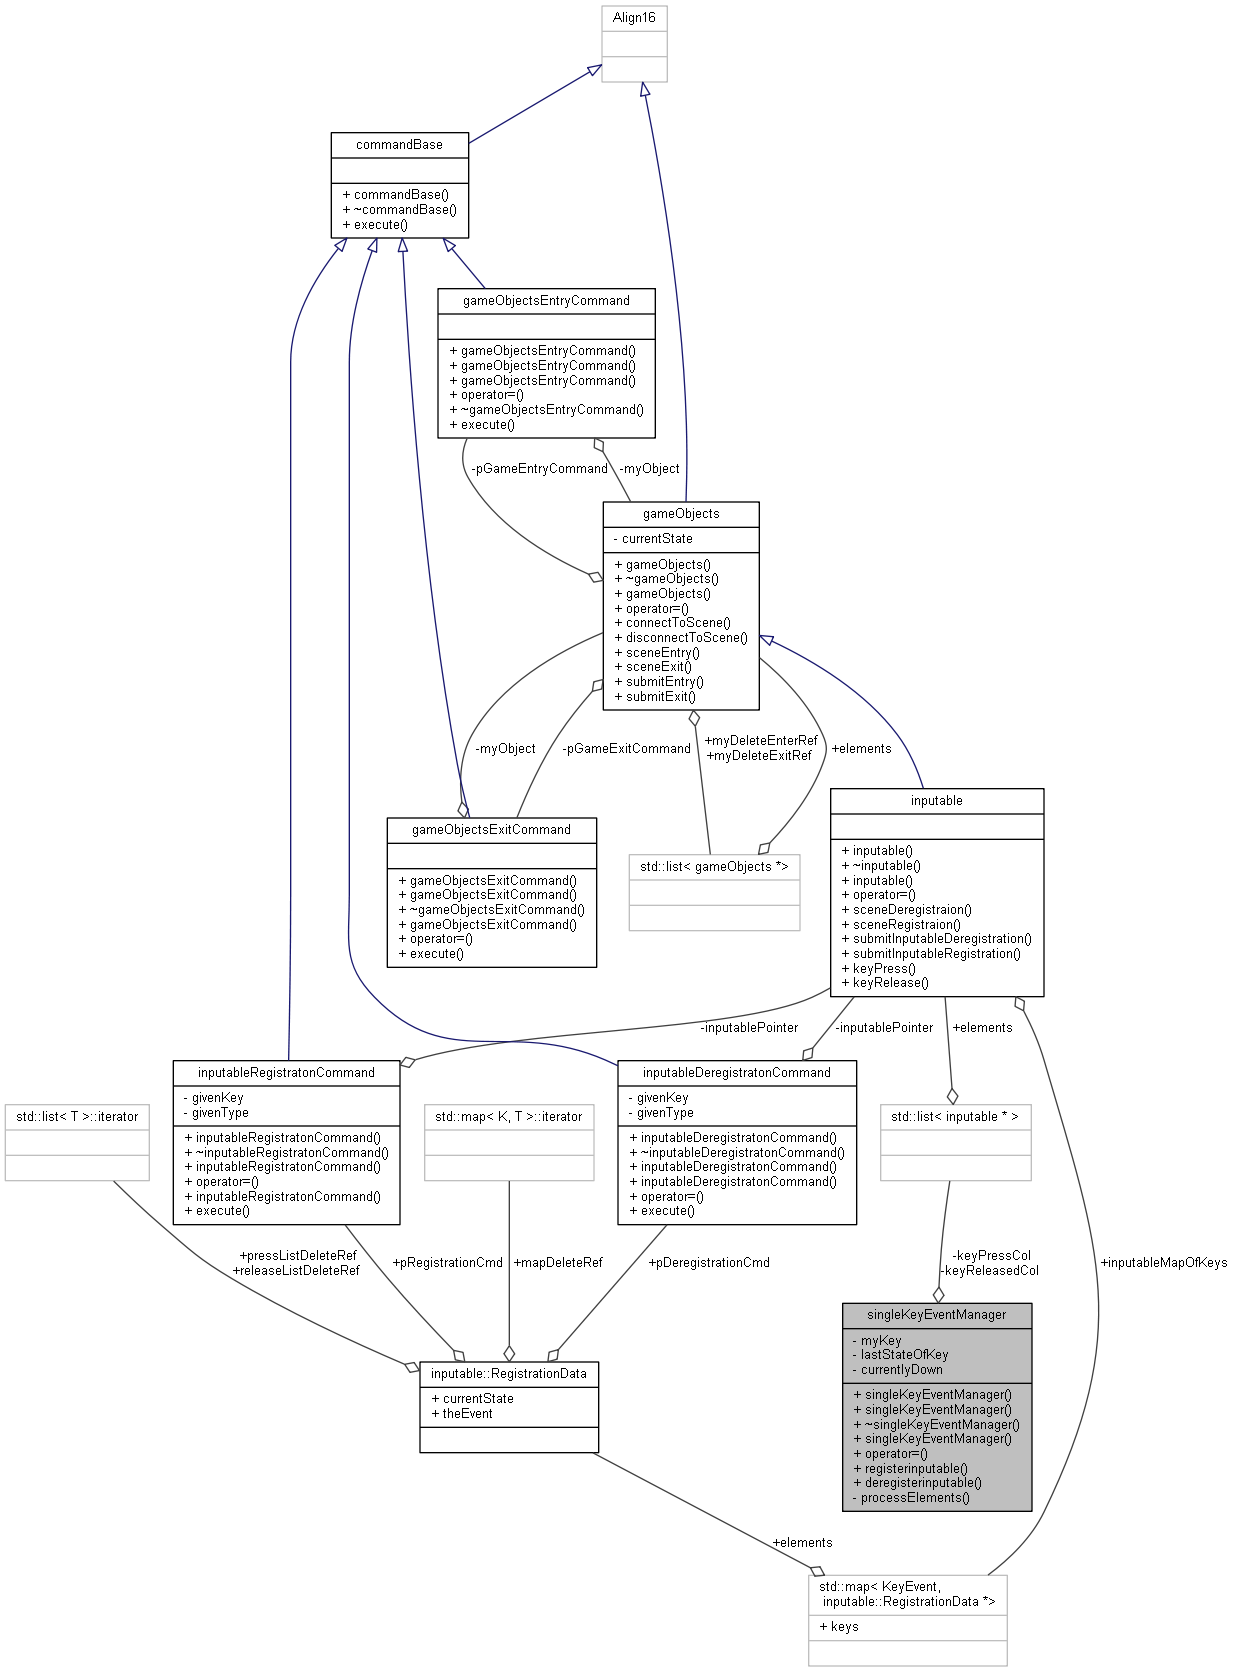 Align16
commandBase
+ commandBase()
+ ~commandBase()
+ execute()
gameObjectsEntryCommand
+ gameObjectsEntryCommand()
+ gameObjectsEntryCommand()
+ gameObjectsEntryCommand()
+ operator=()
+ ~gameObjectsEntryCommand()
+ execute()
-pGameEntryCommand
-myObject
gameObjects
- currentState
+ gameObjects()
+ ~gameObjects()
+ gameObjects()
+ operator=()
+ connectToScene()
+ disconnectToScene()
+ sceneEntry()
+ sceneExit()
+ submitEntry()
+ submitExit()
-myObject
-pGameExitCommand
+myDeleteEnterRef
+myDeleteExitRef
+elements
gameObjectsExitCommand
+ gameObjectsExitCommand()
+ gameObjectsExitCommand()
+ ~gameObjectsExitCommand()
+ gameObjectsExitCommand()
+ operator=()
+ execute()
std::list< gameObjects *>
inputable
+ inputable()
+ ~inputable()
+ inputable()
+ operator=()
+ sceneDeregistraion()
+ sceneRegistraion()
+ submitInputableDeregistration()
+ submitInputableRegistration()
+ keyPress()
+ keyRelease()
-inputablePointer
-inputablePointer
+elements
std::list< T >::iterator
inputableRegistratonCommand
- givenKey
- givenType
+ inputableRegistratonCommand()
+ ~inputableRegistratonCommand()
+ inputableRegistratonCommand()
+ operator=()
+ inputableRegistratonCommand()
+ execute()
std::map< K, T >::iterator
inputableDeregistratonCommand
- givenKey
- givenType
+ inputableDeregistratonCommand()
+ ~inputableDeregistratonCommand()
+ inputableDeregistratonCommand()
+ inputableDeregistratonCommand()
+ operator=()
+ execute()
std::list< inputable * >
+pressListDeleteRef
+releaseListDeleteRef
+pRegistrationCmd
+mapDeleteRef
+pDeregistrationCmd
-keyPressCol
-keyReleasedCol
+inputableMapOfKeys
inputable::RegistrationData
+ currentState
+ theEvent
singleKeyEventManager
- myKey
- lastStateOfKey
- currentlyDown
+ singleKeyEventManager()
+ singleKeyEventManager()
+ ~singleKeyEventManager()
+ singleKeyEventManager()
+ operator=()
+ registerinputable()
+ deregisterinputable()
- processElements()
+elements
std::map< KeyEvent,
inputable::RegistrationData *>
+ keys